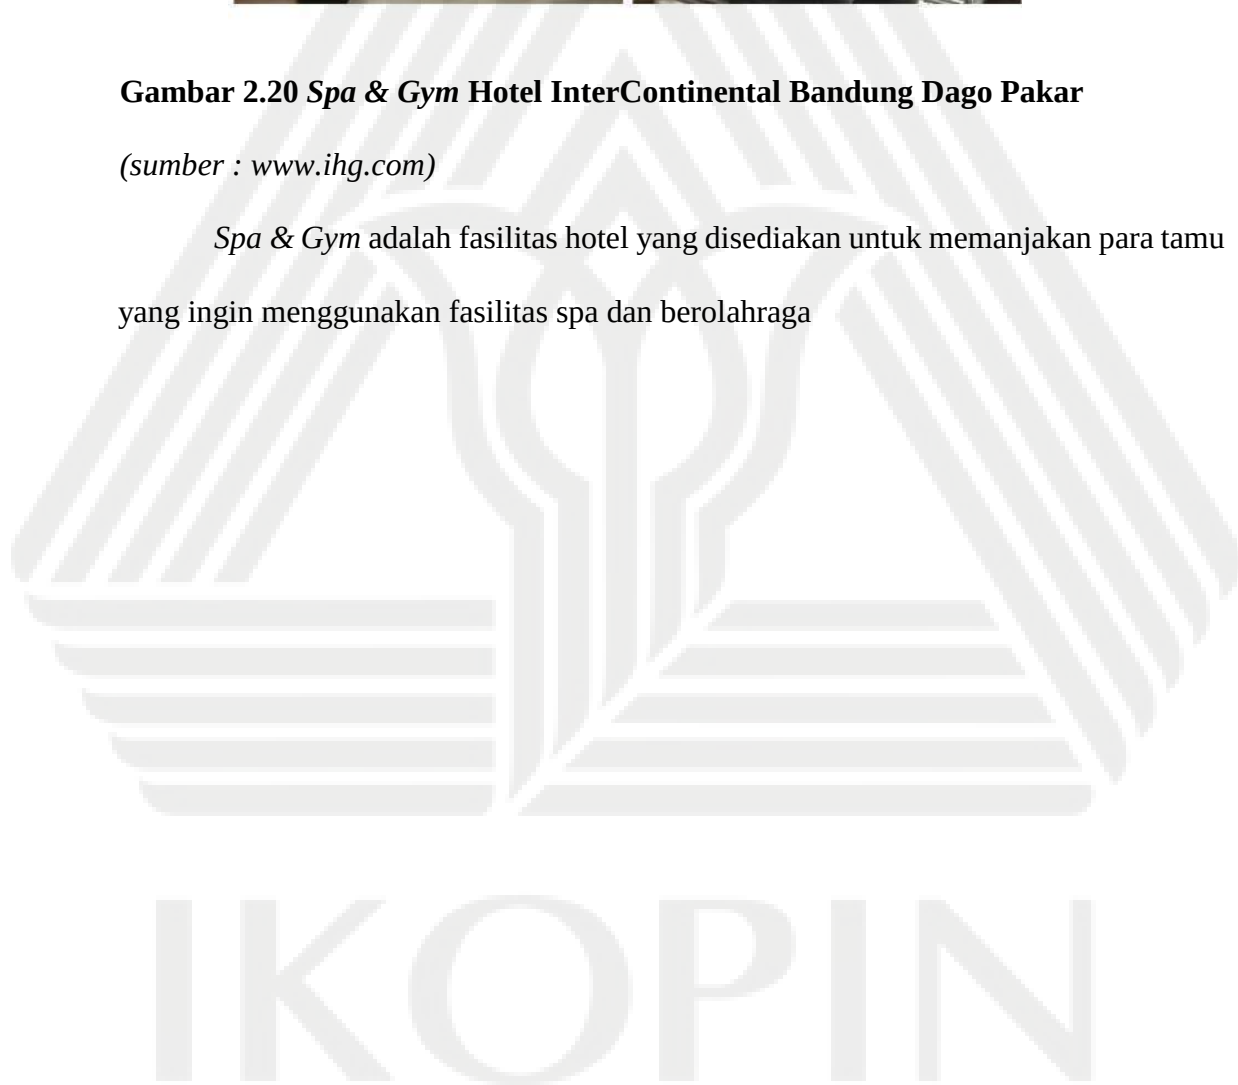 Gambar 2.20 Spa & Gym Hotel InterContinental Bandung Dago Pakar
(sumber : www.ihg.com)
Spa & Gym adalah fasilitas hotel yang disediakan untuk memanjakan para tamu
yang ingin menggunakan fasilitas spa dan berolahraga
IKOPIN